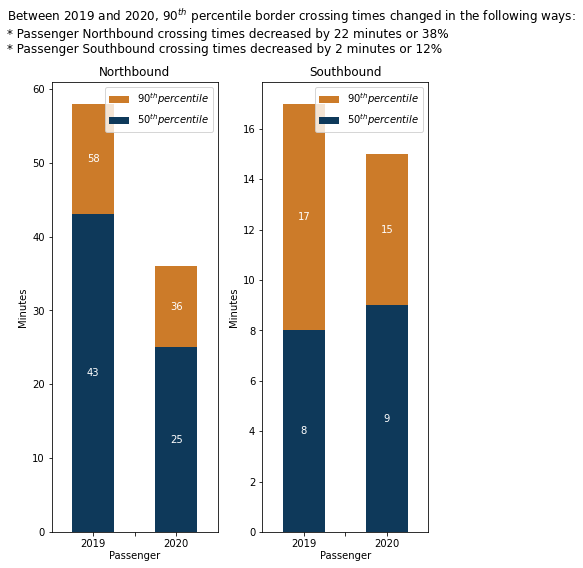 Between 2019 and 2020, 90th percentile border crossing times changed in the following ways:
* Passenger Northbound crossing times decreased by 22 minutes or 38%
* Passenger Southbound crossing times decreased by 2 minutes or 12%
Northbound
90th percentile
50th percentile
60
50
40
30
20
10
0
Minutes
58
43
36
25
2019 2020
Passenger
Southbound
90th percentile
50th percentile
16
14
12
10
8
6
4
2
0
Minutes
17
8
15
9
2019 2020
Passenger